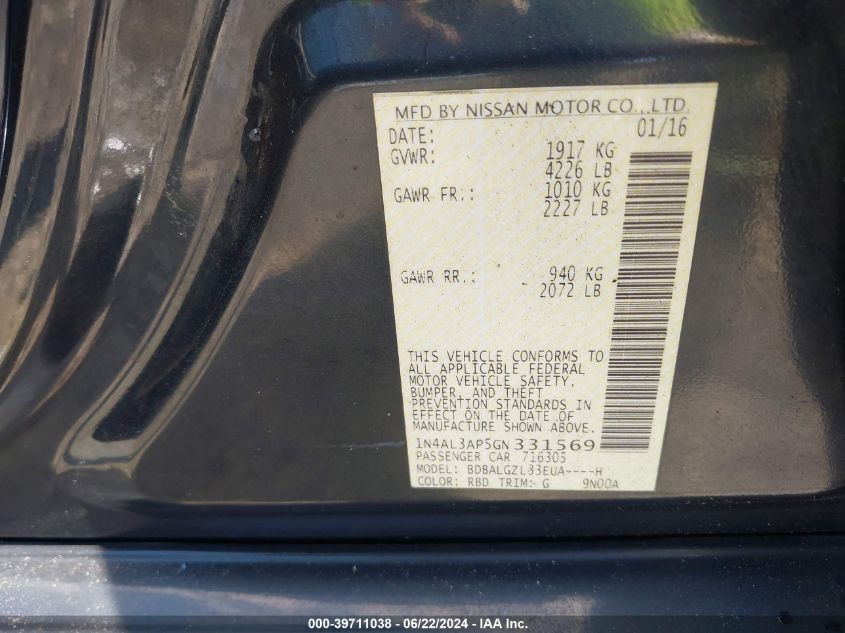 MFD BY NISSAN MOTOR CO.,LTD.
DATE: 01/16
GVWR: 1917 KG
4226 LB
GAWR FR.: 1010 KG
2227 LB
GAWR RR.: 940 KG
2072 LB
THIS VEHICLE CONFORMS TO
ALL APPLICABLE FEDERAL
MOTOR VEHICLE SAFETY,
BUMPER, AND THEFT
PREVENTION STANDARDS IN
EFFECT ON THE DATE OF
MANUFACTURE SHOWN ABOVE.
1N4AL3AP5GN331569
PASSENGER CAR 716305
MODEL: BDBALGZL33EUA----H
COLOR: RBD TRIM: G 9N00A
000-39711038 - 06/22/2024 - IAA Inc.